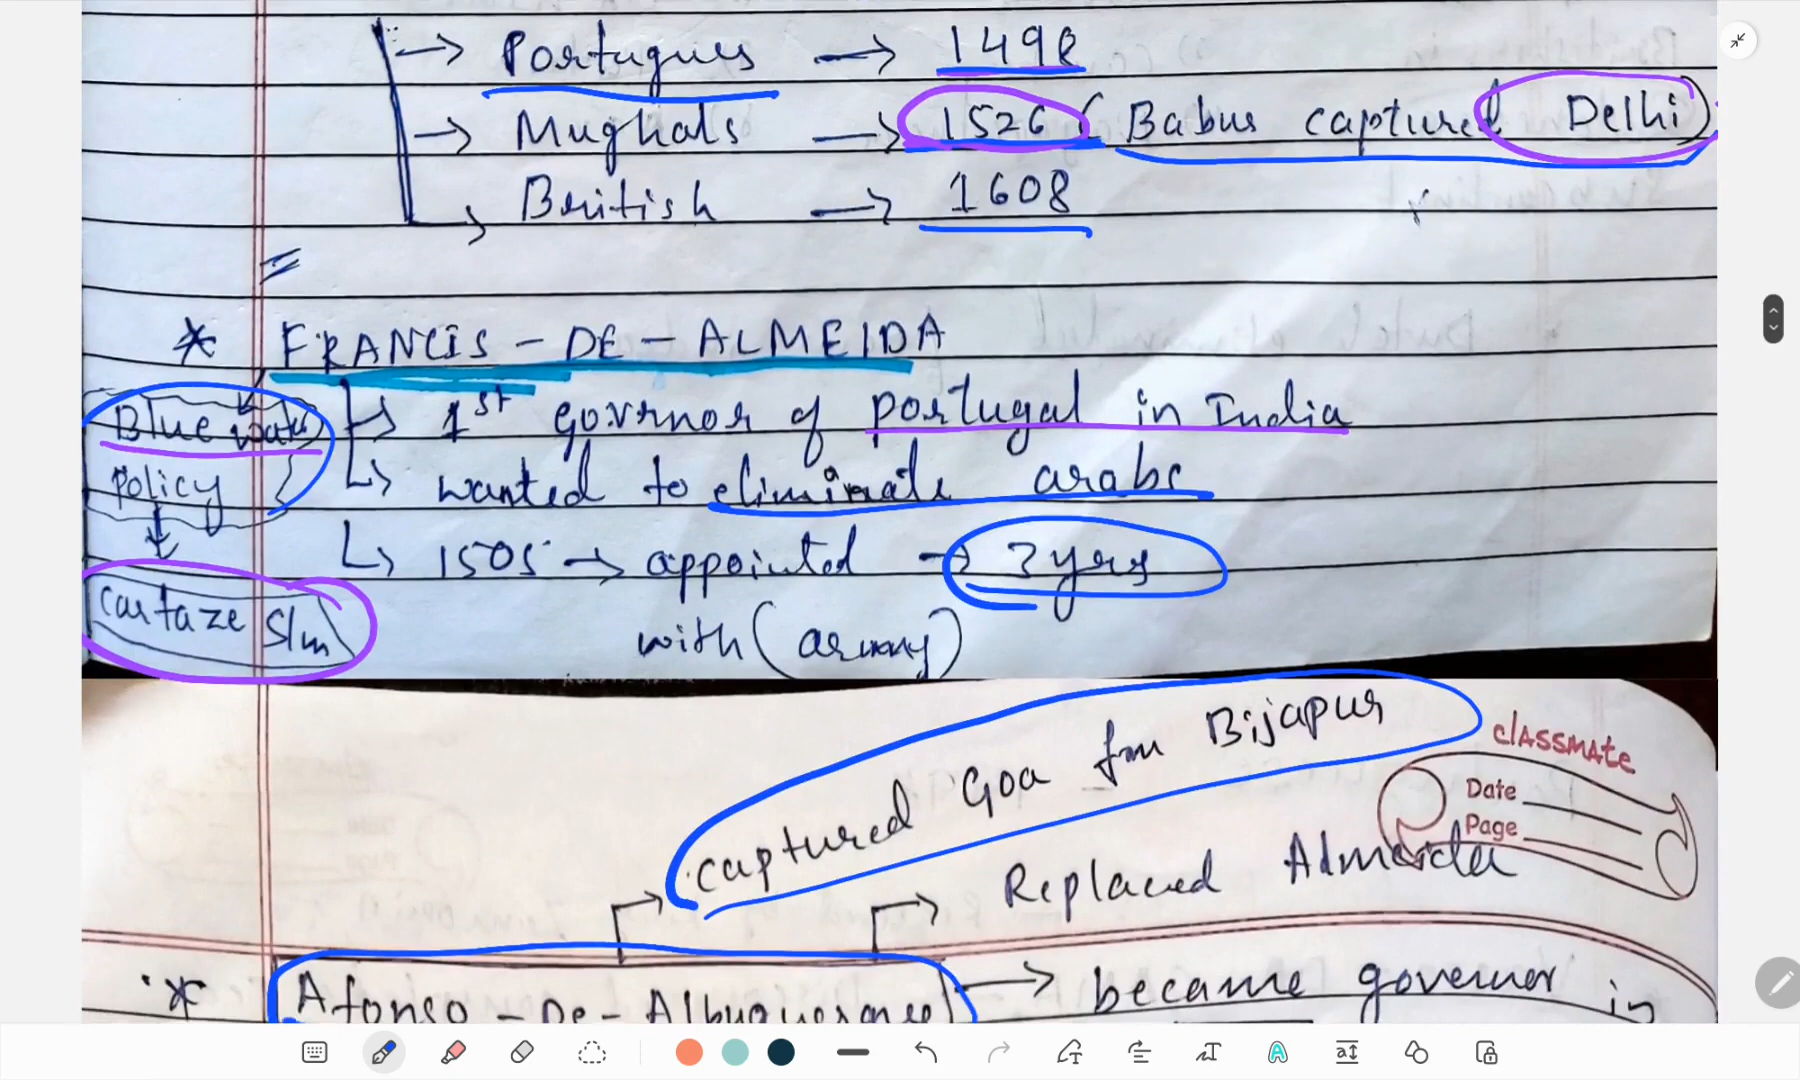 → Portugues → 1498
→ Mughals → 1526 (Babur captured Delhi)
→ British → 1608
* FRANCIS - DE - ALMEIDA
Blue water policy
↓
cartaze s/m
↳ 1st governor of portugal in India
↳ wanted to eliminate arabs
↳ 1505 → appointed → 3 yrs
with (army)
captured Goa from Bijapur
classmate
Date
Page
Replaced Almeida
* Afonso - De - Albuquerque → became governor in